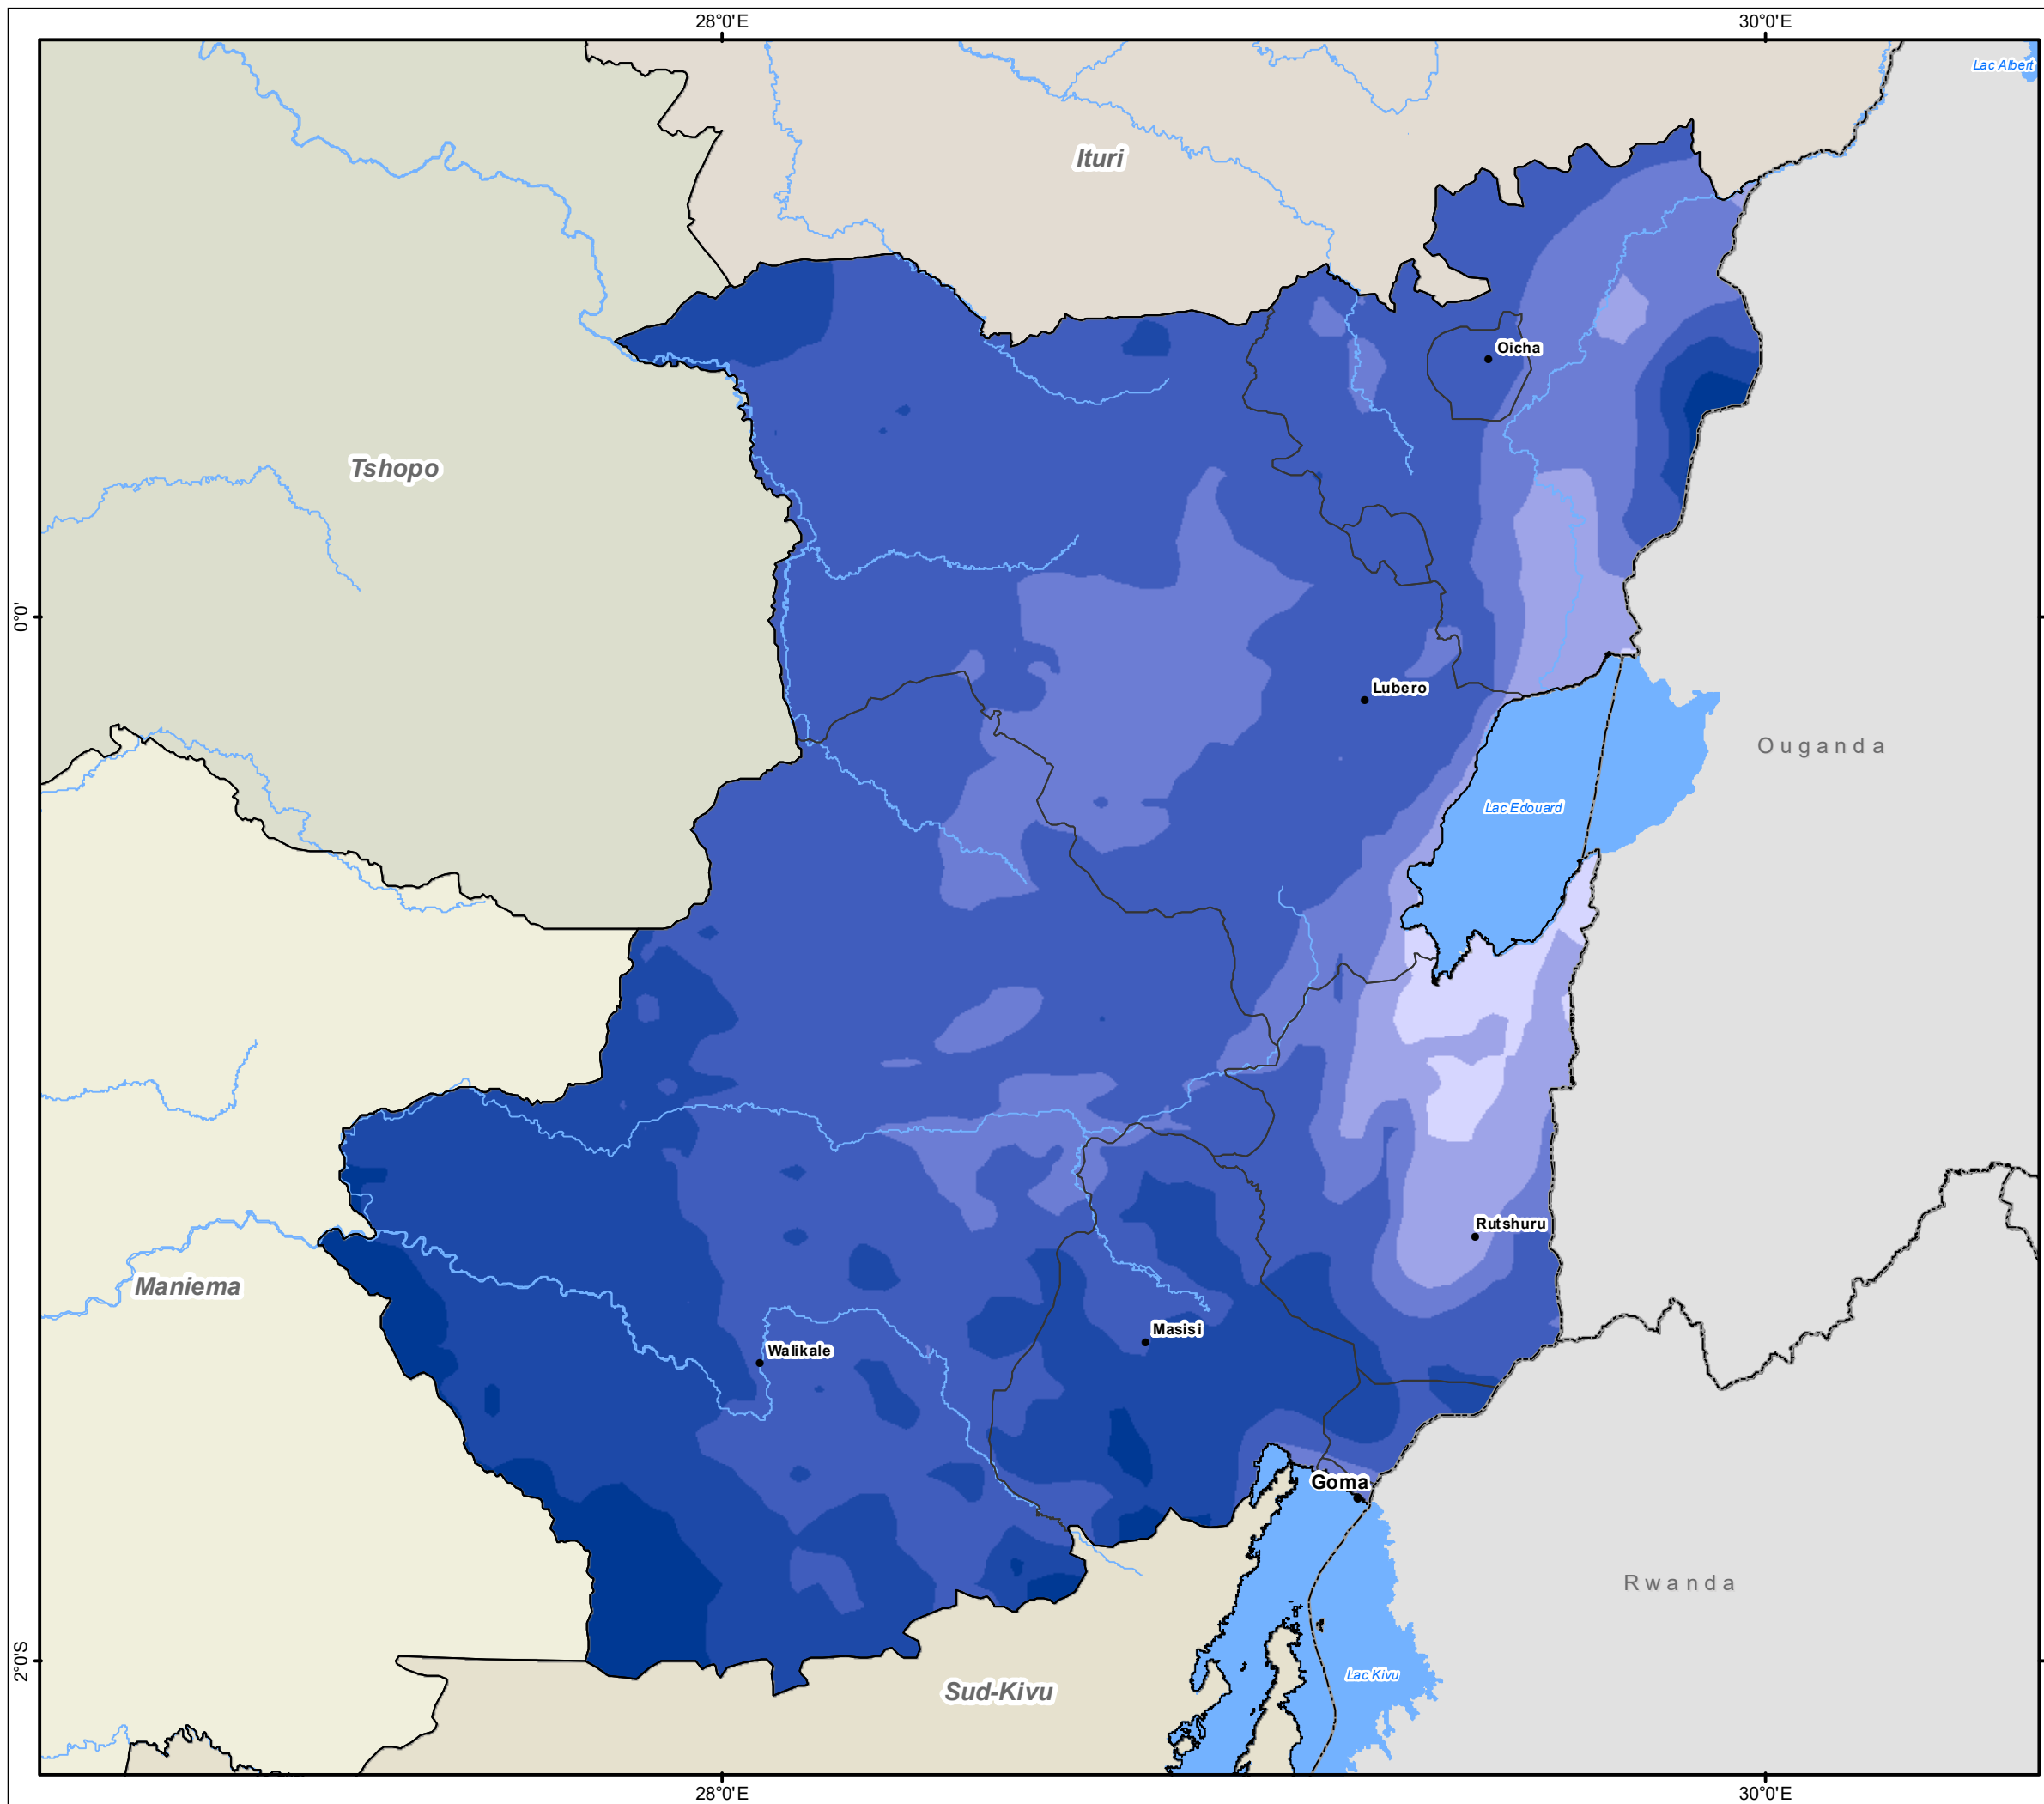 28°0'E
30°0'E
Lac Albert
Ituri
Oicha
Tshopo
0°0'
Lubero
Ouganda
Lac Edouard
Rutshuru
Maniema
Masisi
Walikale
Goma
Rwanda
2°0'S
Lac Kivu
Sud-Kivu
28°0'E
30°0'E